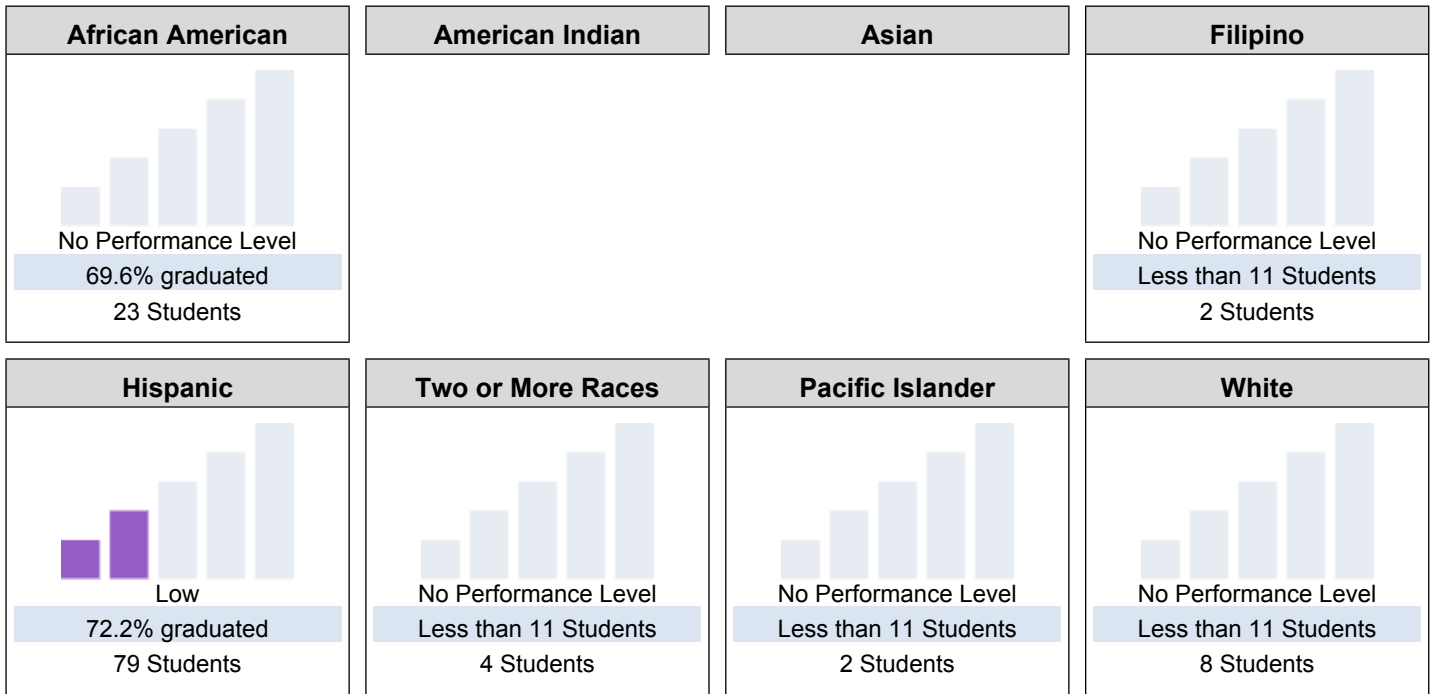 African American
No Performance Level
69.6% graduated
23 Students
American Indian
Asian
Filipino
No Performance Level
Less than 11 Students
2 Students
Hispanic
Low
72.2% graduated
79 Students
Two or More Races
No Performance Level
Less than 11 Students
4 Students
Pacific Islander
No Performance Level
Less than 11 Students
2 Students
White
No Performance Level
Less than 11 Students
8 Students